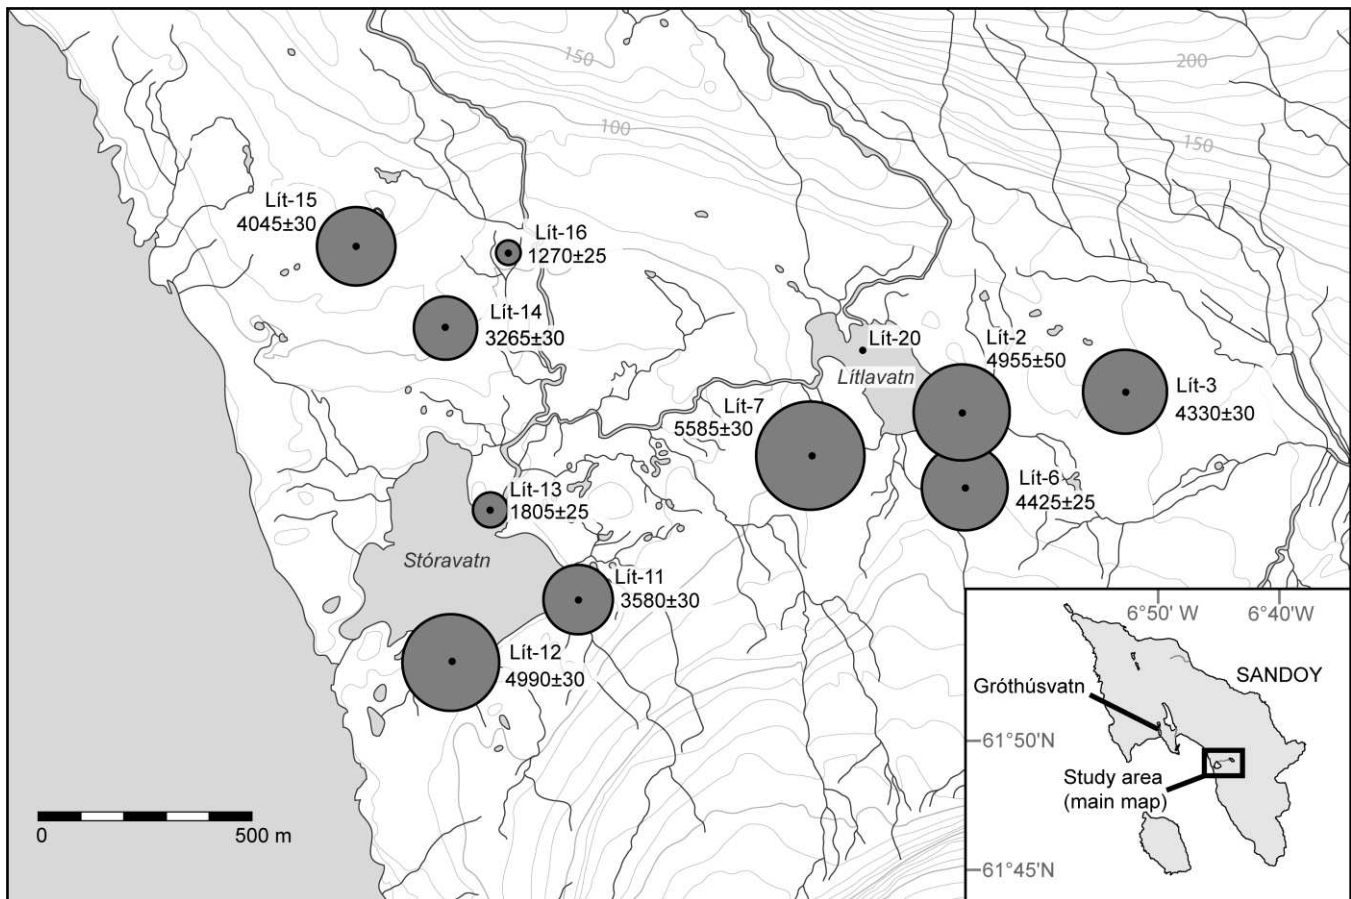 150
200
100
150
Lít-15
4045±30
Lít-16
1270±25
Lít-14
3265±30
Lít-20
Lítlavatn
Lít-2
4955±50
Lít-3
4330±30
Lít-7
5585±30
Lít-6
4425±25
Lít-13
1805±25
Stóravatn
Lít-11
3580±30
Lít-12
4990±30
0 500 m
6°50' W 6°40'W
SANDOY
Gróthúsvatn
61°50'N
Study area
(main map)
61°45'N